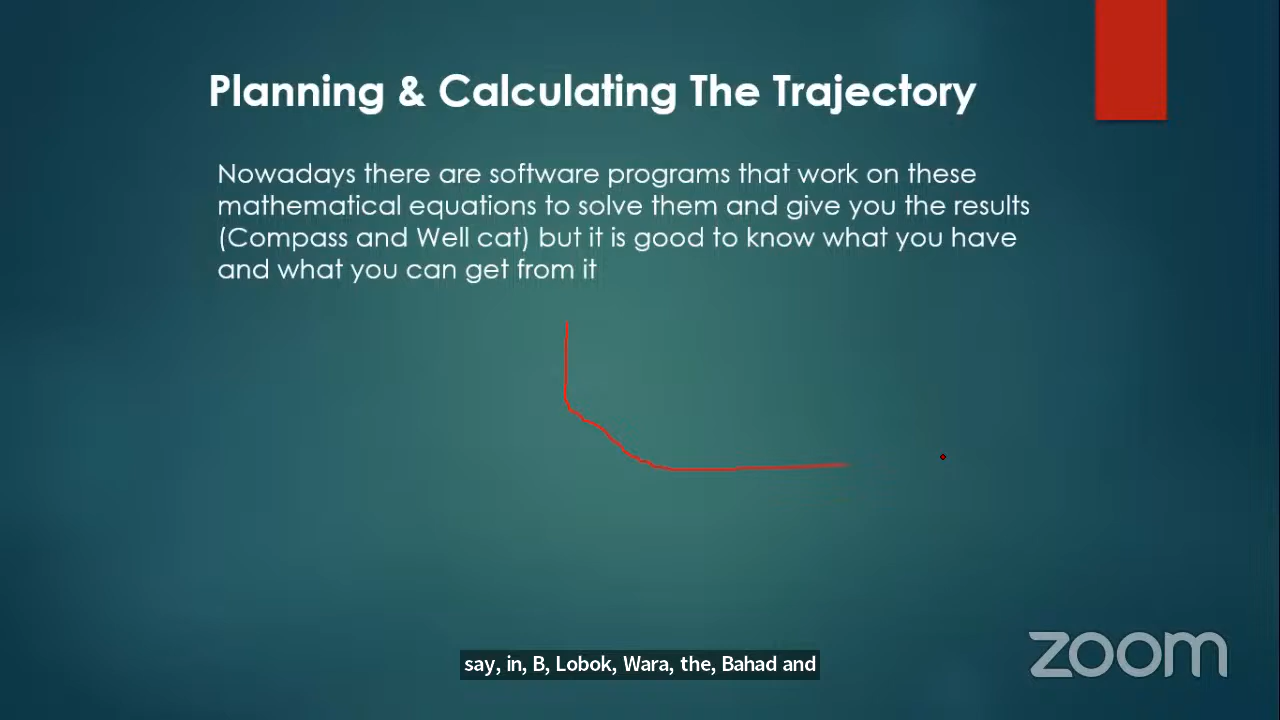 Planning & Calculating The Trajectory
Nowadays there are software programs that work on these
mathematical equations to solve them and give you the results
(Compass and Well cat) but it is good to know what you have
and what you can get from it
say, in, B, Lobok, Wara, the, Bahad and
zoom